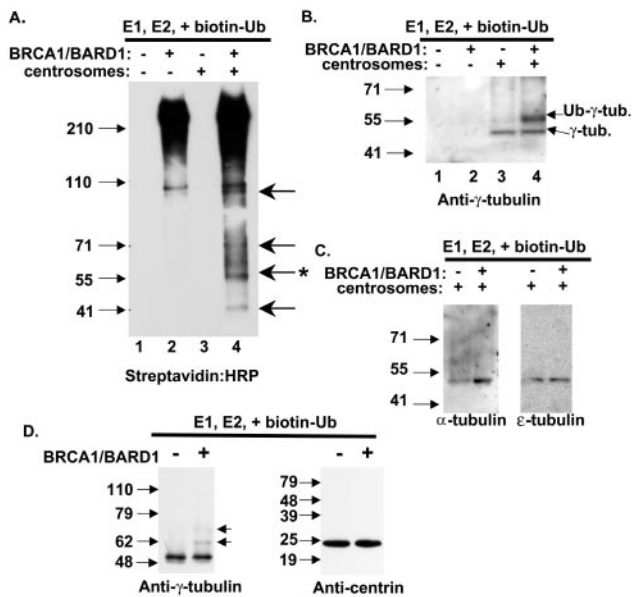 A.
E1, E2, + biotin-Ub
BRCA1/BARD1: - + - +
centrosomes: - - + +
210
110
71
55
*
41
1 2 3 4
Streptavidin:HRP
B.
E1, E2, + biotin-Ub
BRCA1/BARD1: - + - +
centrosomes: - - + +
71
55
41
Ub-γ-tub.
γ-tub.
1 2 3 4
Anti-γ-tubulin
C.
E1, E2, + biotin-Ub
BRCA1/BARD1: - + - +
centrosomes: + + + +
71
55
41
α-tubulin ε-tubulin
D.
E1, E2, + biotin-Ub
BRCA1/BARD1 - + - +
110
79
62
48
Anti-γ-tubulin
79
48
39
25
19
Anti-centrin